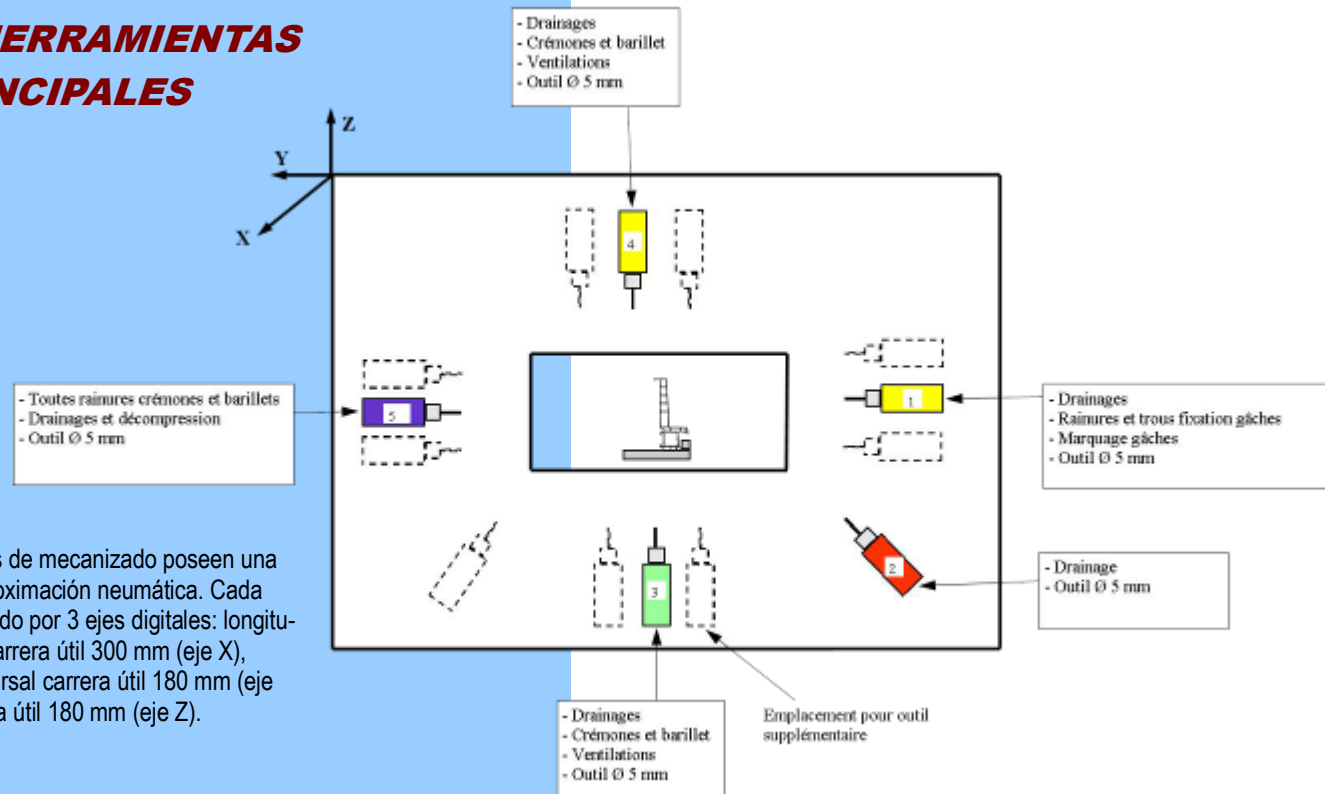 ERRAMIENTAS
NCIPALES
- Drainages
- Crémones et barillet
- Ventilations
- Outil Ø 5 mm
Z
Y
X
4
- Toutes rainures crémones et barillets
- Drainages et décompression
- Outil Ø 5 mm
5
1
- Drainages
- Rainures et trous fixation gâches
- Marquage gâches
- Outil Ø 5 mm
s de mecanizado poseen una
oximación neumática. Cada
do por 3 ejes digitales: longitu-
arrera útil 300 mm (eje X),
rsal carrera útil 180 mm (eje
a útil 180 mm (eje Z).
3
2
- Drainage
- Outil Ø 5 mm
- Drainages
- Crémones et barillet
- Ventilations
- Outil Ø 5 mm
Emplacement pour outil
supplémentaire